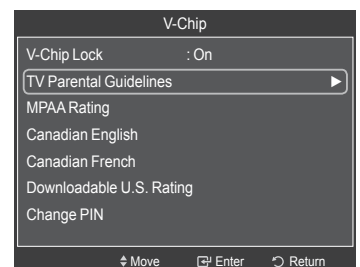 V-Chip
V-Chip Lock : On
TV Parental Guidelines ►
MPAA Rating
Canadian English
Canadian French
Downloadable U.S. Rating
Change PIN
Move Enter Return